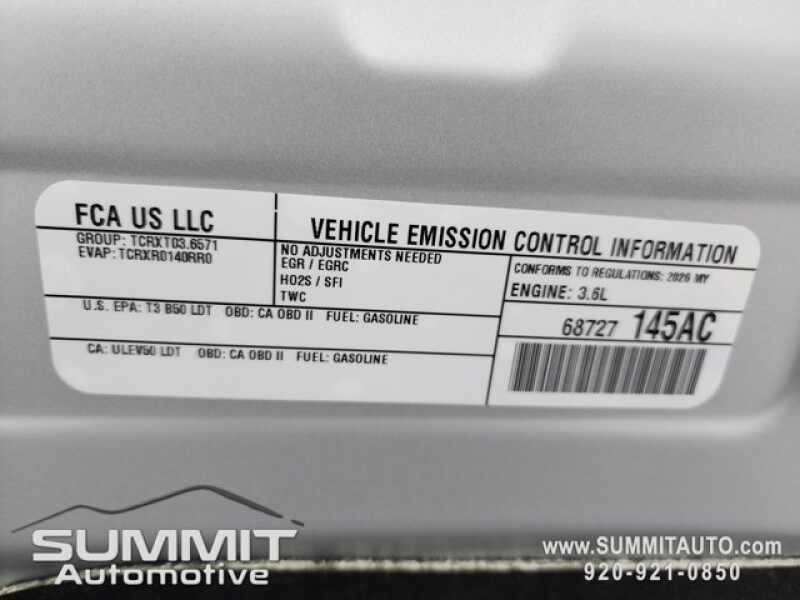 FCA US LLC
GROUP: TCRXT03.6571
EVAP: TCRXR0140RR0
VEHICLE EMISSION CONTROL INFORMATION
NO ADJUSTMENTS NEEDED
EGR / EGRC
HO2S / SFI
TWC
CONFORMS TO REGULATIONS: 2026 MY
ENGINE: 3.6L
U.S. EPA: T3 B50 LDT OBD: CA OBD II FUEL: GASOLINE
CA: ULEV50 LDT OBD: CA OBD II FUEL: GASOLINE
68727 145AC
SUMMIT
Automotive
WWW.SUMMITAUTO.COM
920-921-0850